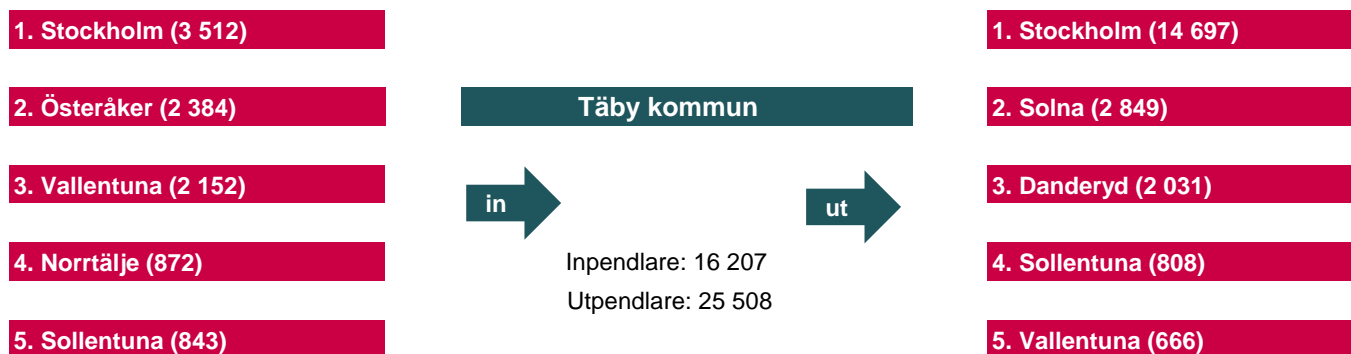 1. Stockholm (3 512)
2. Österåker (2 384)
3. Vallentuna (2 152)
4. Norrtälje (872)
5. Sollentuna (843)
Täby kommun
in
ut
Inpendlare: 16 207
Utpendlare: 25 508
1. Stockholm (14 697)
2. Solna (2 849)
3. Danderyd (2 031)
4. Sollentuna (808)
5. Vallentuna (666)